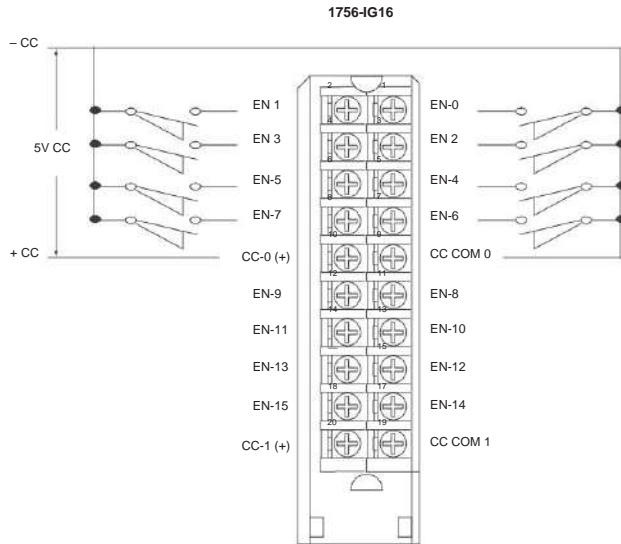 1756-IG16
– CC
2 1
EN 1 EN-0
4 3
EN 3 EN 2
5V CC
6 5
EN-5 EN-4
8 7
EN-7 EN-6
10 9
+ CC CC-0 (+) CC COM 0
12 11
EN-9 EN-8
14 13
EN-11 EN-10
15
EN-13 EN-12
18 17
EN-15 EN-14
20 19
CC-1 (+) CC COM 1